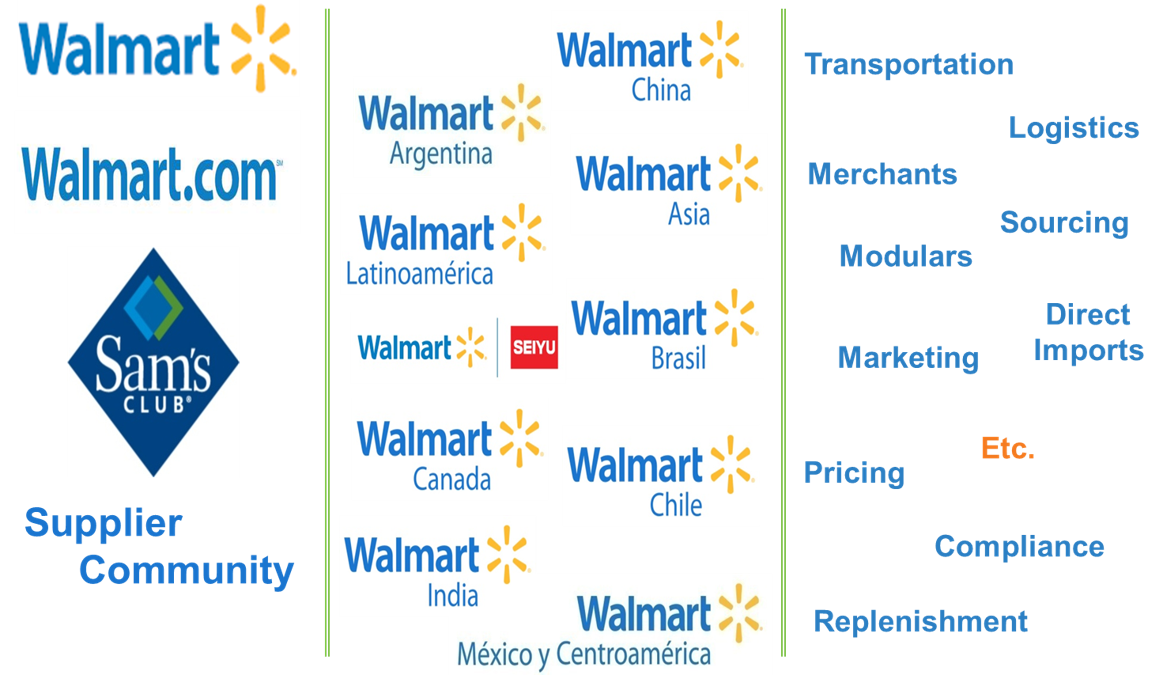 Walmart
Walmart.com℠
Sam's
CLUB®
Supplier
Community
Walmart
China
Walmart
Argentina
Walmart
Asia
Walmart
Latinoamérica
Walmart
Brasil
Walmart | SEIYU
Walmart
Canada
Walmart
Chile
Walmart
India
Walmart
México y Centroamérica
Transportation
Logistics
Merchants
Sourcing
Modulars
Direct
Imports
Marketing
Etc.
Pricing
Compliance
Replenishment